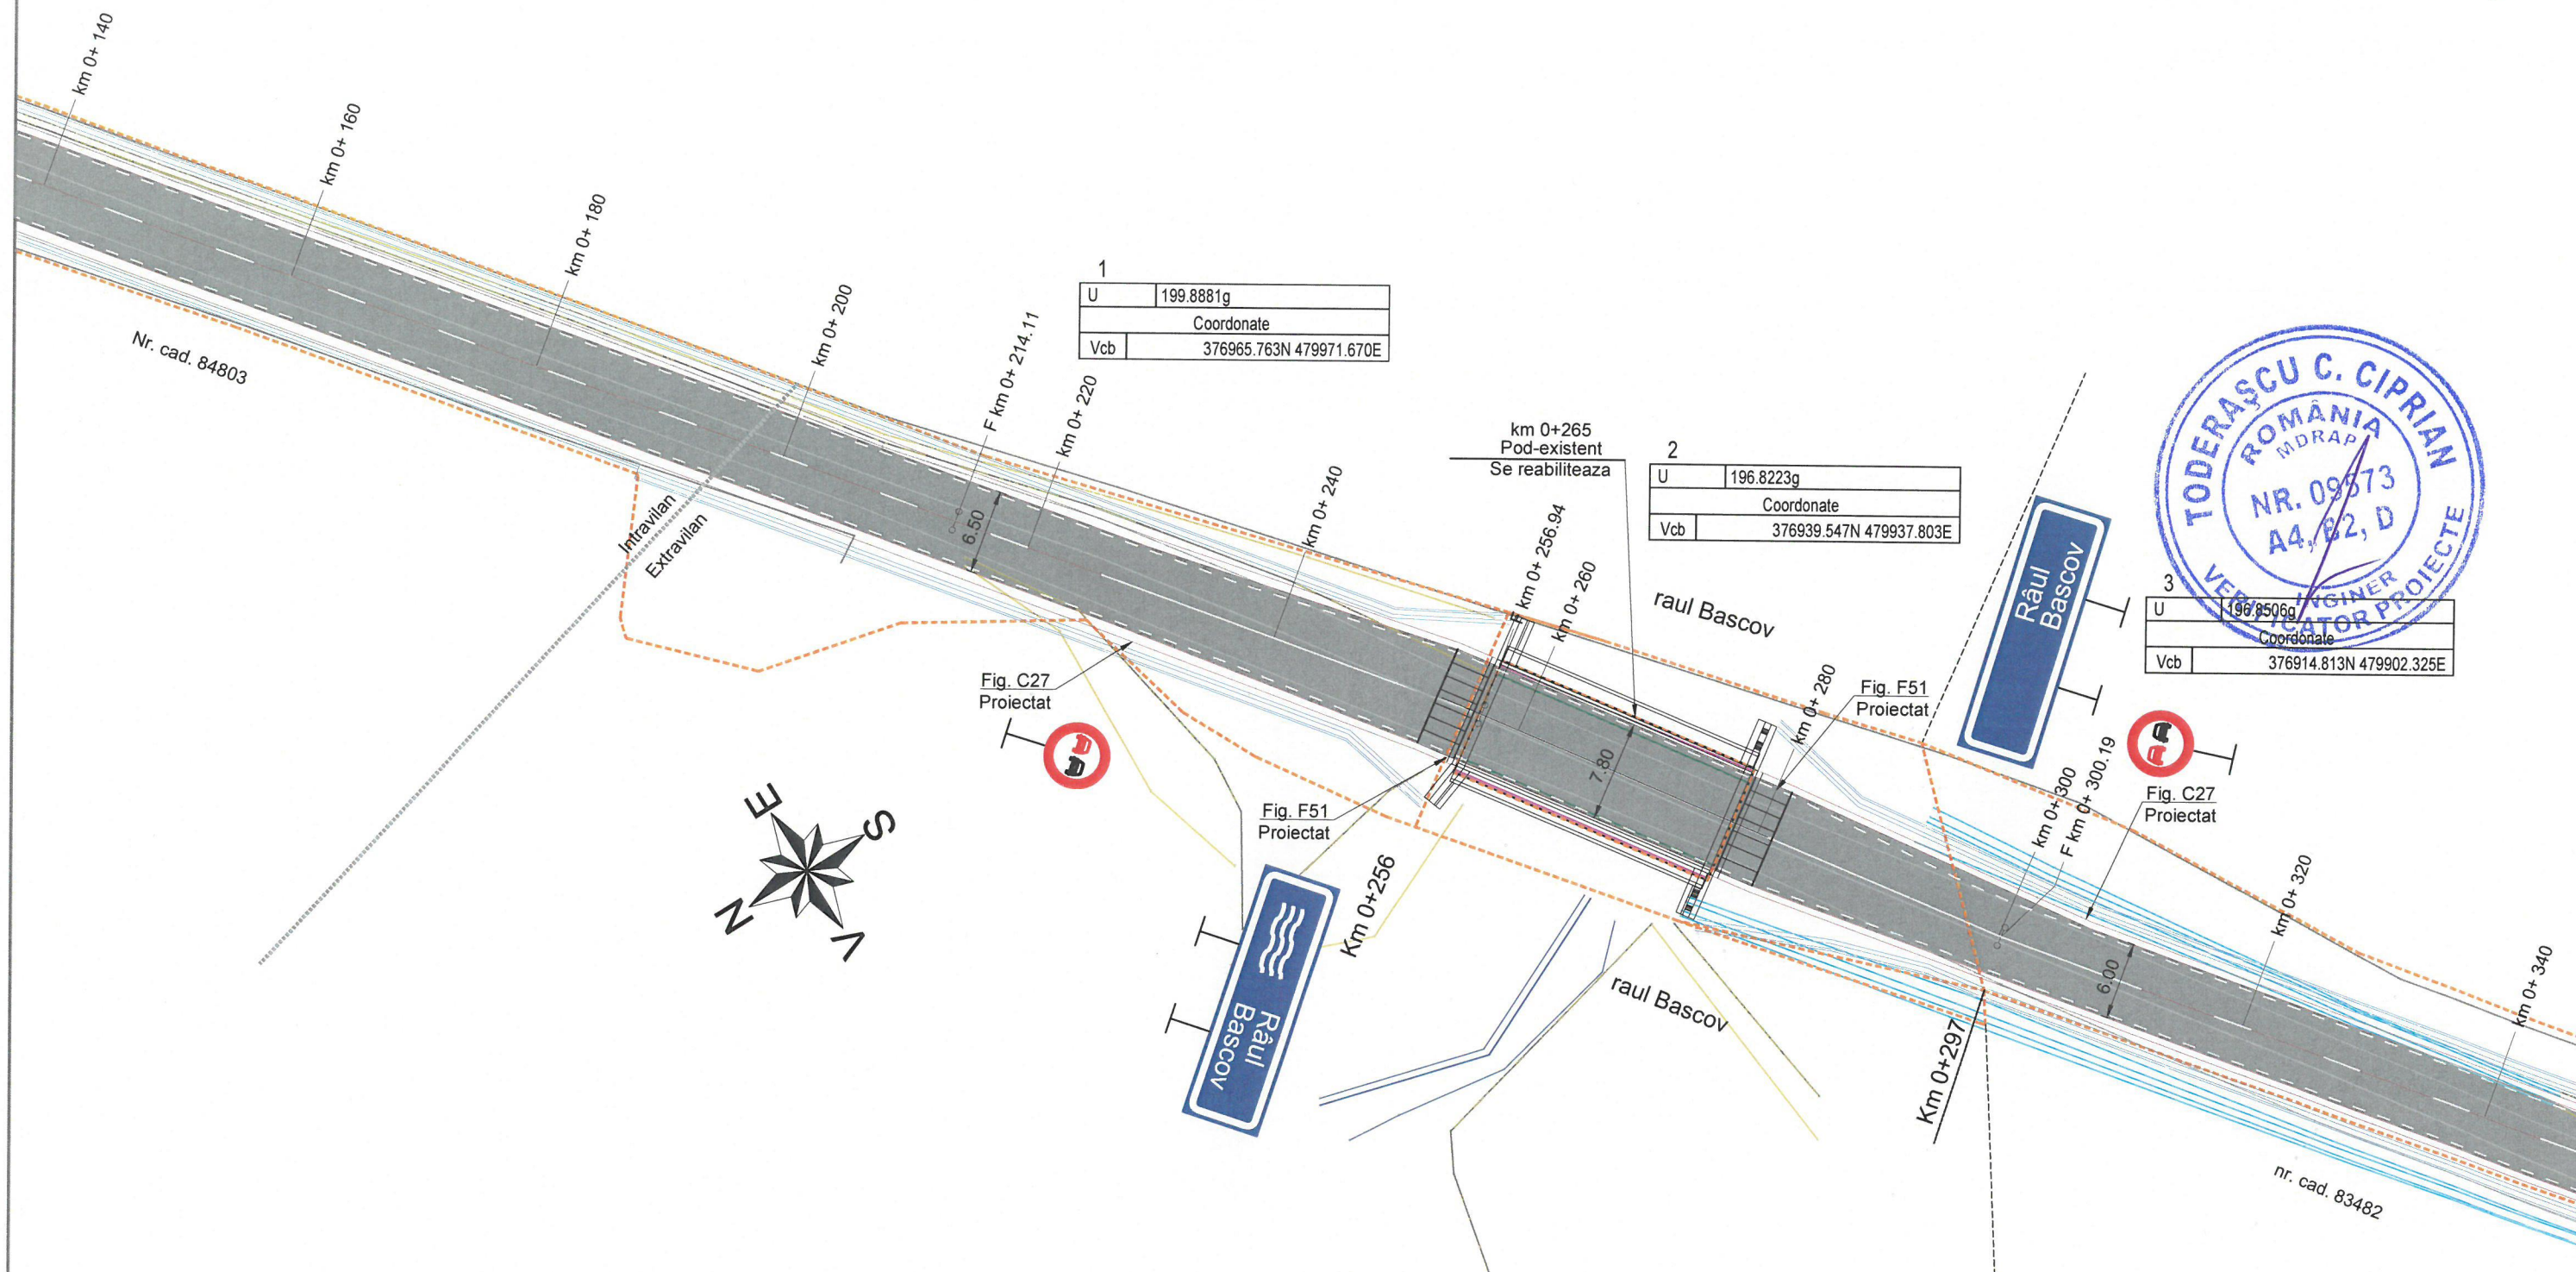 km 0+ 140
km 0+ 160
km 0+ 180
km 0+ 200
F km 0+ 214.11
km 0+ 220
km 0+ 240
km 0+ 256.94
km 0+ 260
km 0+ 280
km 0+ 300
F km 0+ 300.19
km 0+ 320
km 0+ 340
Nr. cad. 84803
Intravilan
Extravilan
1
U 199.8881g
Coordonate
Vcb 376965.763N 479971.670E
6.50
km 0+265
Pod-existent
Se reabiliteaza
2
U 196.8223g
Coordonate
Vcb 376939.547N 479937.803E
raul Bascov
Râul
Bascov
TODERAȘCU C. CIPRIAN
ROMÂNIA
MDRAP
NR. 09573
A4, B2, D
INGINER
VERIFICATOR PROIECTE
3
U 196.8506g
Coordonate
Vcb 376914.813N 479902.325E
Fig. C27
Proiectat
Fig. F51
Proiectat
7.80
Fig. F51
Proiectat
Fig. C27
Proiectat
E
S
N
V
Km 0+256
Râul
Bascov
raul Bascov
6.00
Km 0+297
nr. cad. 83482